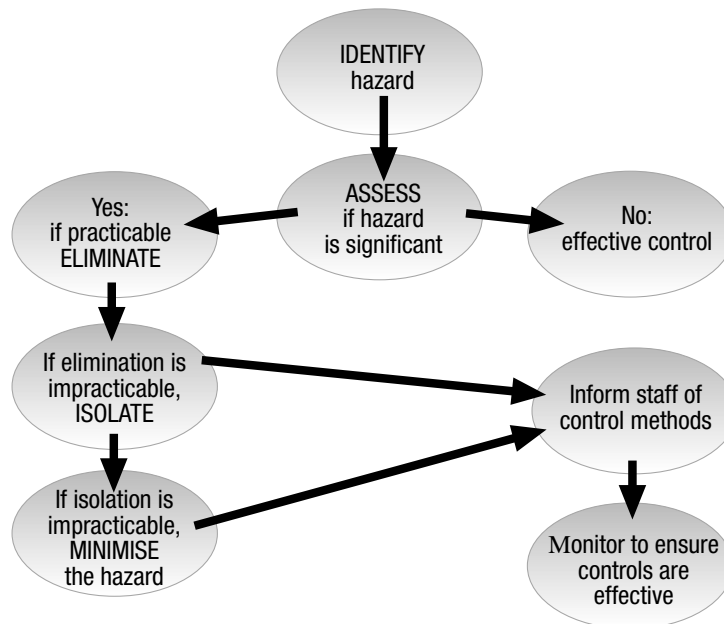 IDENTIFY
hazard
ASSESS
if hazard
is significant
Yes:
if practicable
ELIMINATE
No:
effective control
If elimination is
impracticable,
ISOLATE
Inform staff of
control methods
If isolation is
impracticable,
MINIMISE
the hazard
Monitor to ensure
controls are
effective